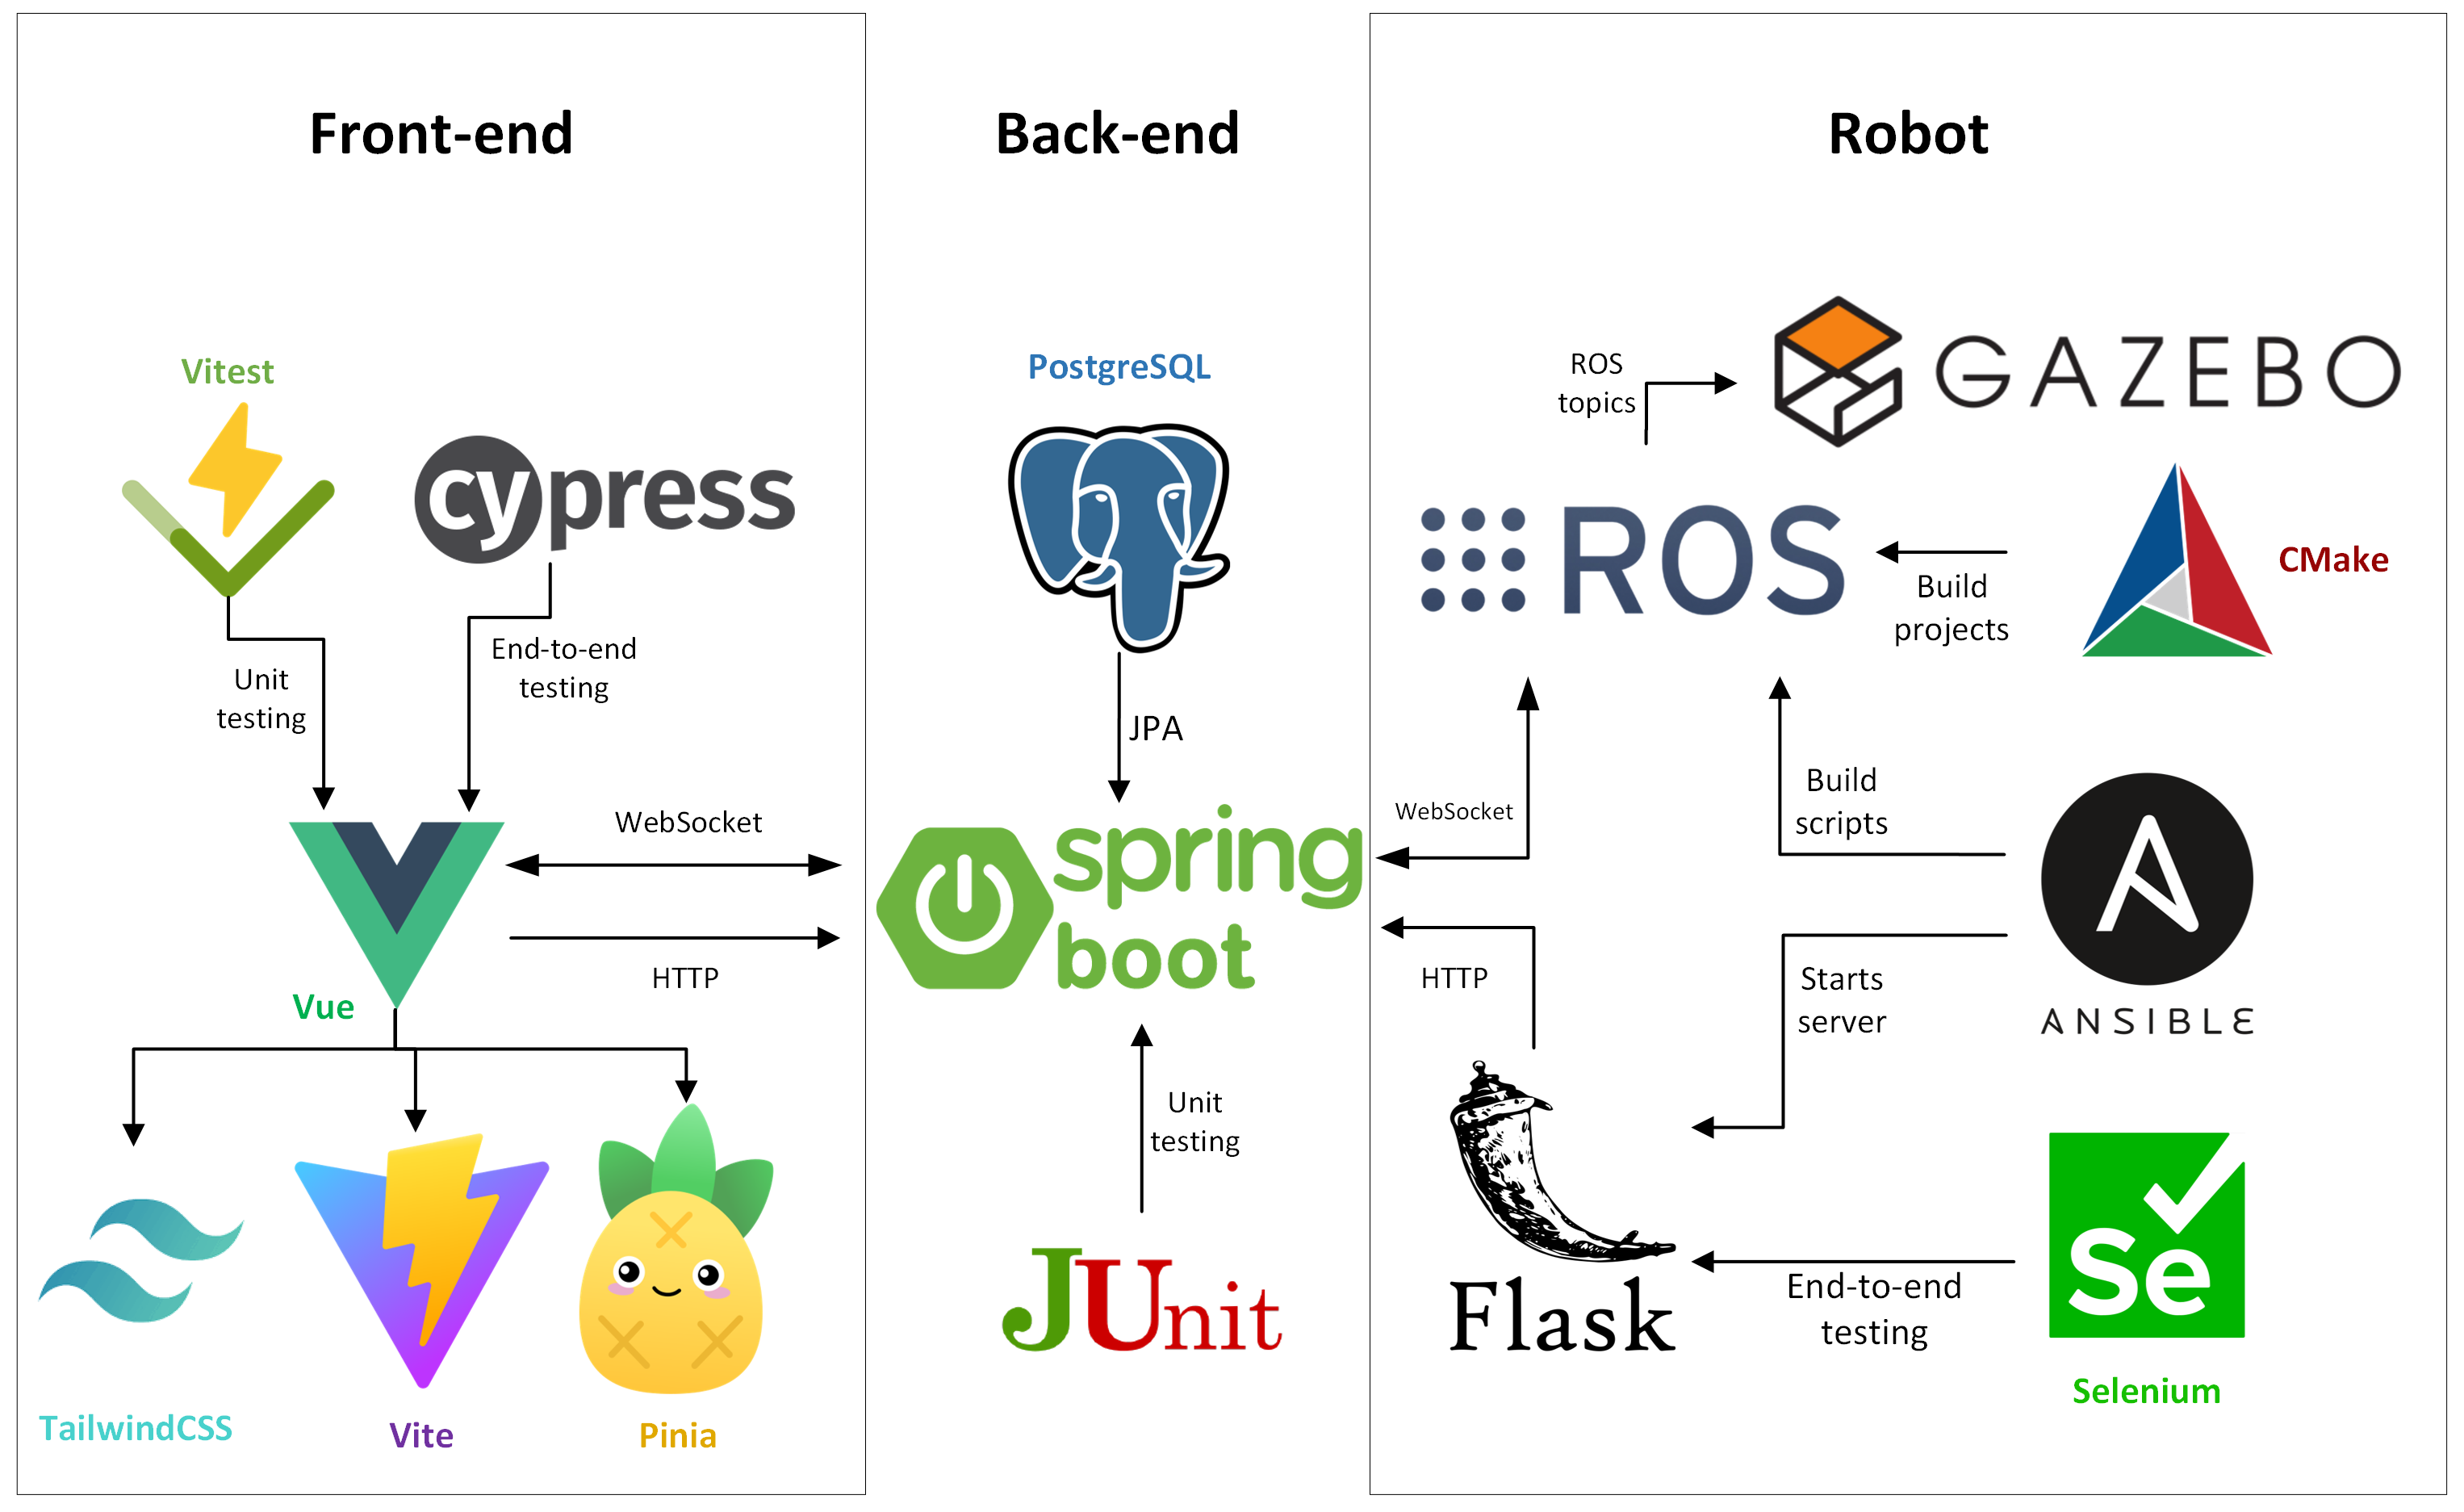 Front-end
Vitest
cypress
Unit
testing
End-to-end
testing
WebSocket
HTTP
Vue
TailwindCSS
Vite
Pinia
Back-end
PostgreSQL
JPA
spring
boot
Unit
testing
JUnit
Robot
ROS
topics
GAZEBO
ROS
Build
projects
CMake
WebSocket
Build
scripts
HTTP
Starts
server
ANSIBLE
Flask
End-to-end
testing
Se
Selenium